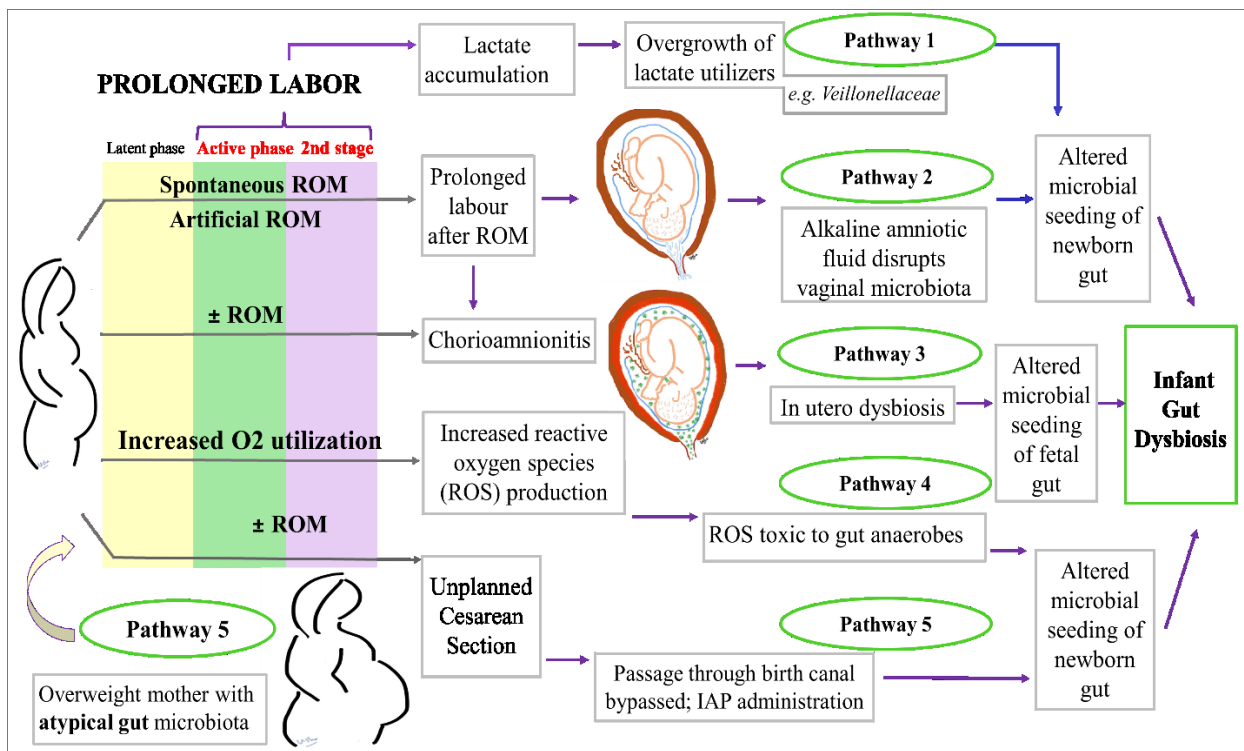 Lactate
accumulation
Overgrowth of
lactate utilizers
Pathway 1
e.g. Veillonellaceae
PROLONGED LABOR
Latent phase
Active phase 2nd stage
Spontaneous ROM
Artificial ROM
Prolonged
labour
after ROM
Pathway 2
Alkaline amniotic
fluid disrupts
vaginal microbiota
Altered
microbial
seeding of
newborn
gut
± ROM
Chorioamnionitis
Pathway 3
In utero dysbiosis
Altered
microbial
seeding
of fetal
gut
Infant
Gut
Dysbiosis
Increased O2 utilization
Increased reactive
oxygen species
(ROS) production
Pathway 4
ROS toxic to gut anaerobes
± ROM
Unplanned
Cesarean
Section
Pathway 5
Passage through birth canal
bypassed; IAP administration
Altered
microbial
seeding of
newborn
gut
Pathway 5
Overweight mother with
atypical gut microbiota